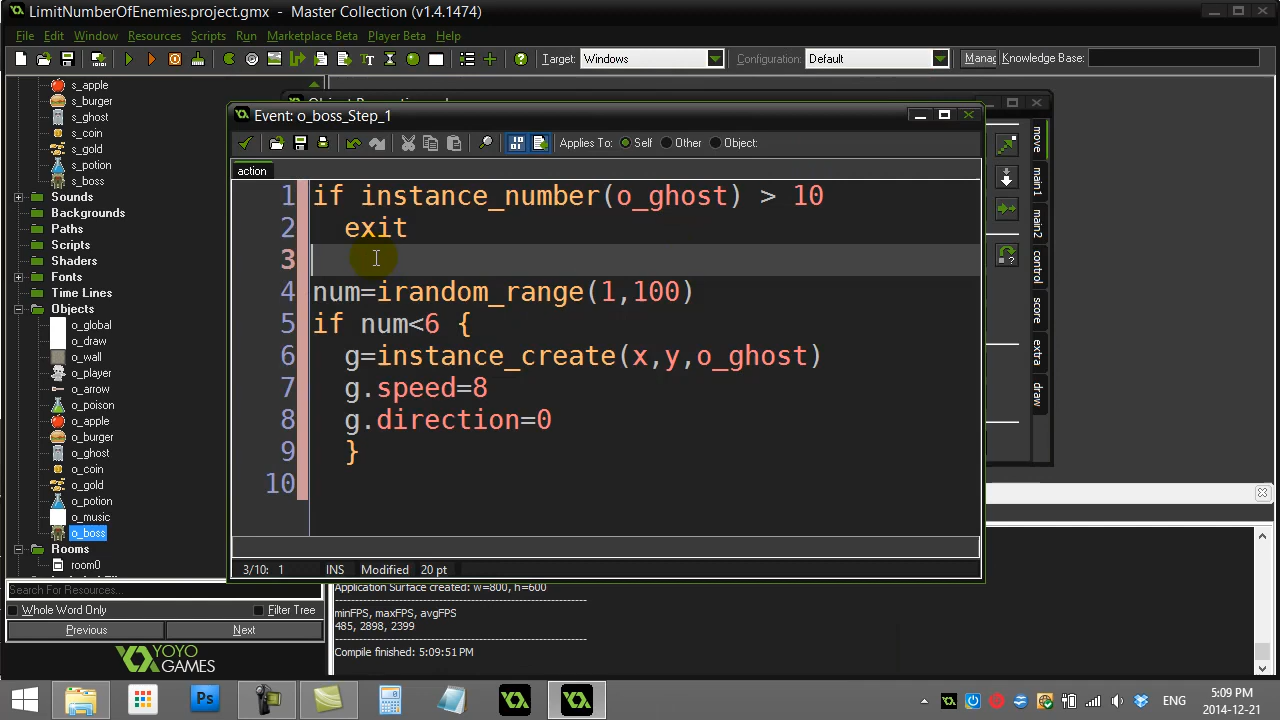 LimitNumberOfEnemies.project.gmx - Master Collection (v1.4.1474)
File Edit Window Resources Scripts Run Marketplace Beta Player Beta Help
Target: Windows Configuration: Default Manag Knowledge Base:
s_apple
s_burger
s_ghost
s_coin
s_gold
s_potion
s_boss
Sounds
Backgrounds
Paths
Scripts
Shaders
Fonts
Time Lines
Objects
o_global
o_draw
o_wall
o_player
o_arrow
o_poison
o_apple
o_burger
o_ghost
o_coin
o_gold
o_potion
o_music
o_boss
Rooms
room0
Search For Resources...
Whole Word Only Filter Tree
Previous Next
YOYO
GAMES
Event: o_boss_Step_1
Applies To: Self Other Object:
action
1 if instance_number(o_ghost) > 10
2 exit
3
4 num=irandom_range(1,100)
5 if num<6 {
6 g=instance_create(x,y,o_ghost)
7 g.speed=8
8 g.direction=0
9 }
10
3/10: 1 INS Modified 20 pt
move
main1
main2
control
score
extra
draw
Application Surface created: w=800, h=600
minFPS, maxFPS, avgFPS
485, 2898, 2399
Compile finished: 5:09:51 PM
Ps
ENG
5:09 PM
2014-12-21